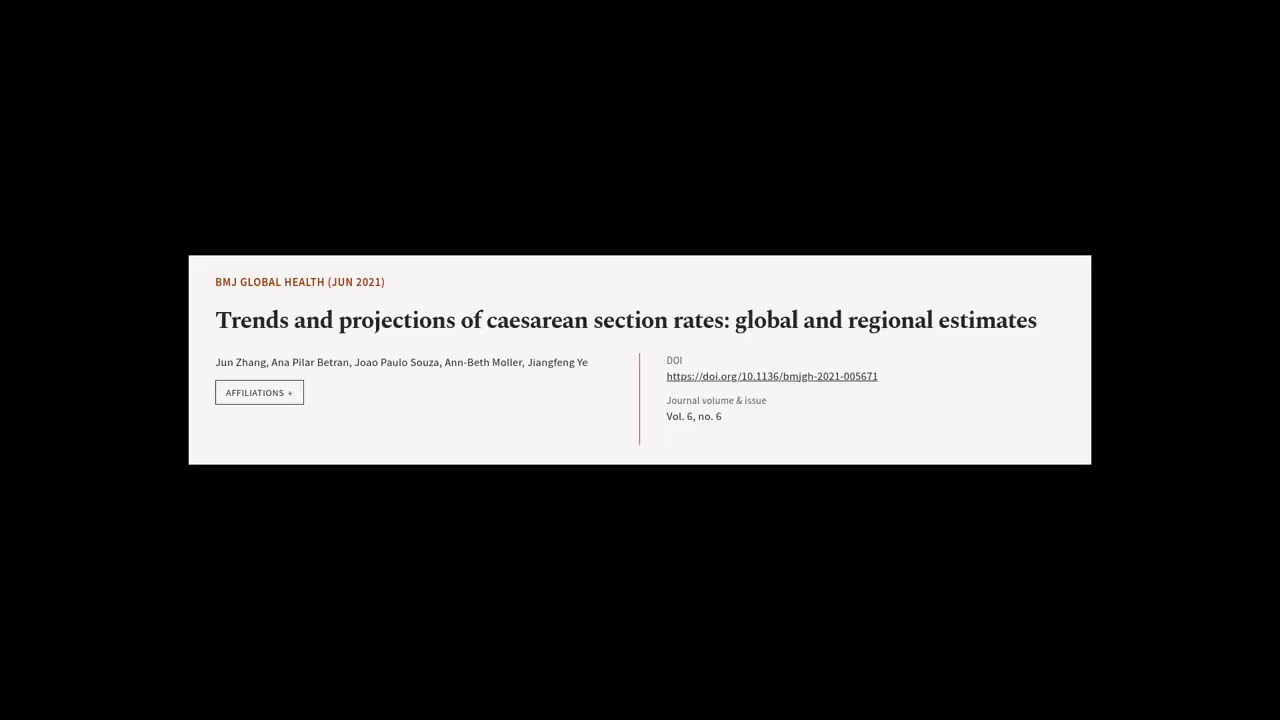 BMJ GLOBAL HEALTH (JUN 2021)
Trends and projections of caesarean section rates: global and regional estimates
Jun Zhang, Ana Pilar Betran, Joao Paulo Souza, Ann-Beth Moller, Jiangfeng Ye
AFFILIATIONS +
DOI
https://doi.org/10.1136/bmjgh-2021-005671
Journal volume & issue
Vol. 6, no. 6